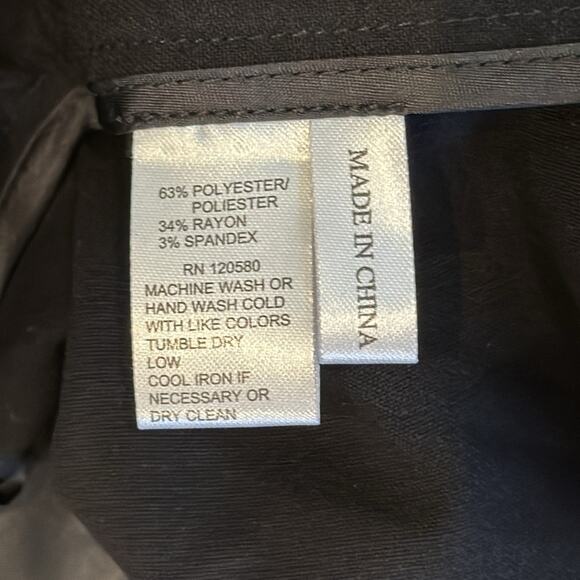 63% POLYESTER/
POLIESTER
34% RAYON
3% SPANDEX
RN 120580
MACHINE WASH OR
HAND WASH COLD
WITH LIKE COLORS
TUMBLE DRY
LOW
COOL IRON IF
NECESSARY OR
DRY CLEAN
MADE IN CHINA